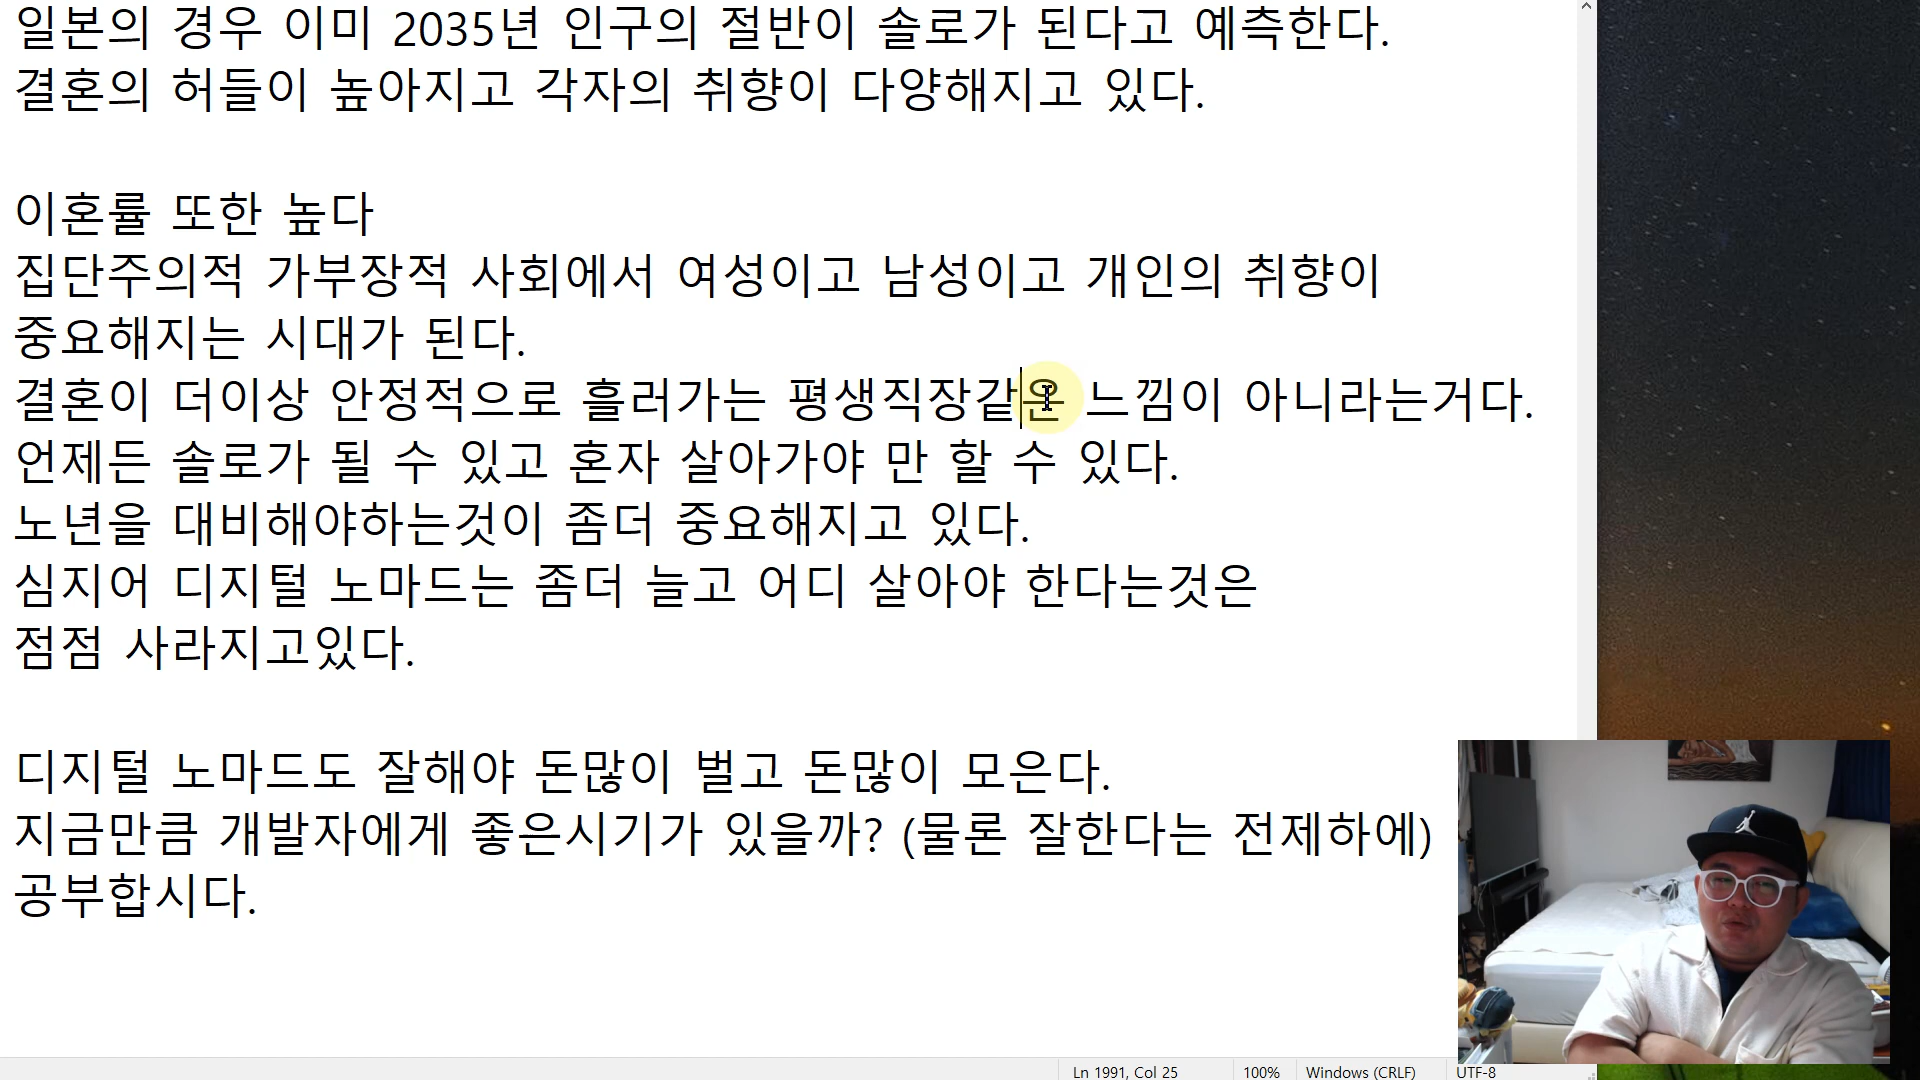 일본의 경우 이미 2035년 인구의 절반이 솔로가 된다고 예측한다.
결혼의 허들이 높아지고 각자의 취향이 다양해지고 있다.
이혼률 또한 높다
집단주의적 가부장적 사회에서 여성이고 남성이고 개인의 취향이
중요해지는 시대가 된다.
결혼이 더이상 안정적으로 흘러가는 평생직장같은 느낌이 아니라는거다.
언제든 솔로가 될 수 있고 혼자 살아가야 만 할 수 있다.
노년을 대비해야하는것이 좀더 중요해지고 있다.
심지어 디지털 노마드는 좀더 늘고 어디 살아야 한다는것은
점점 사라지고있다.
디지털 노마드도 잘해야 돈많이 벌고 돈많이 모은다.
지금만큼 개발자에게 좋은시기가 있을까? (물론 잘한다는 전제하에)
공부합시다.
Ln 1991, Col 25 100% Windows (CRLF) UTF-8